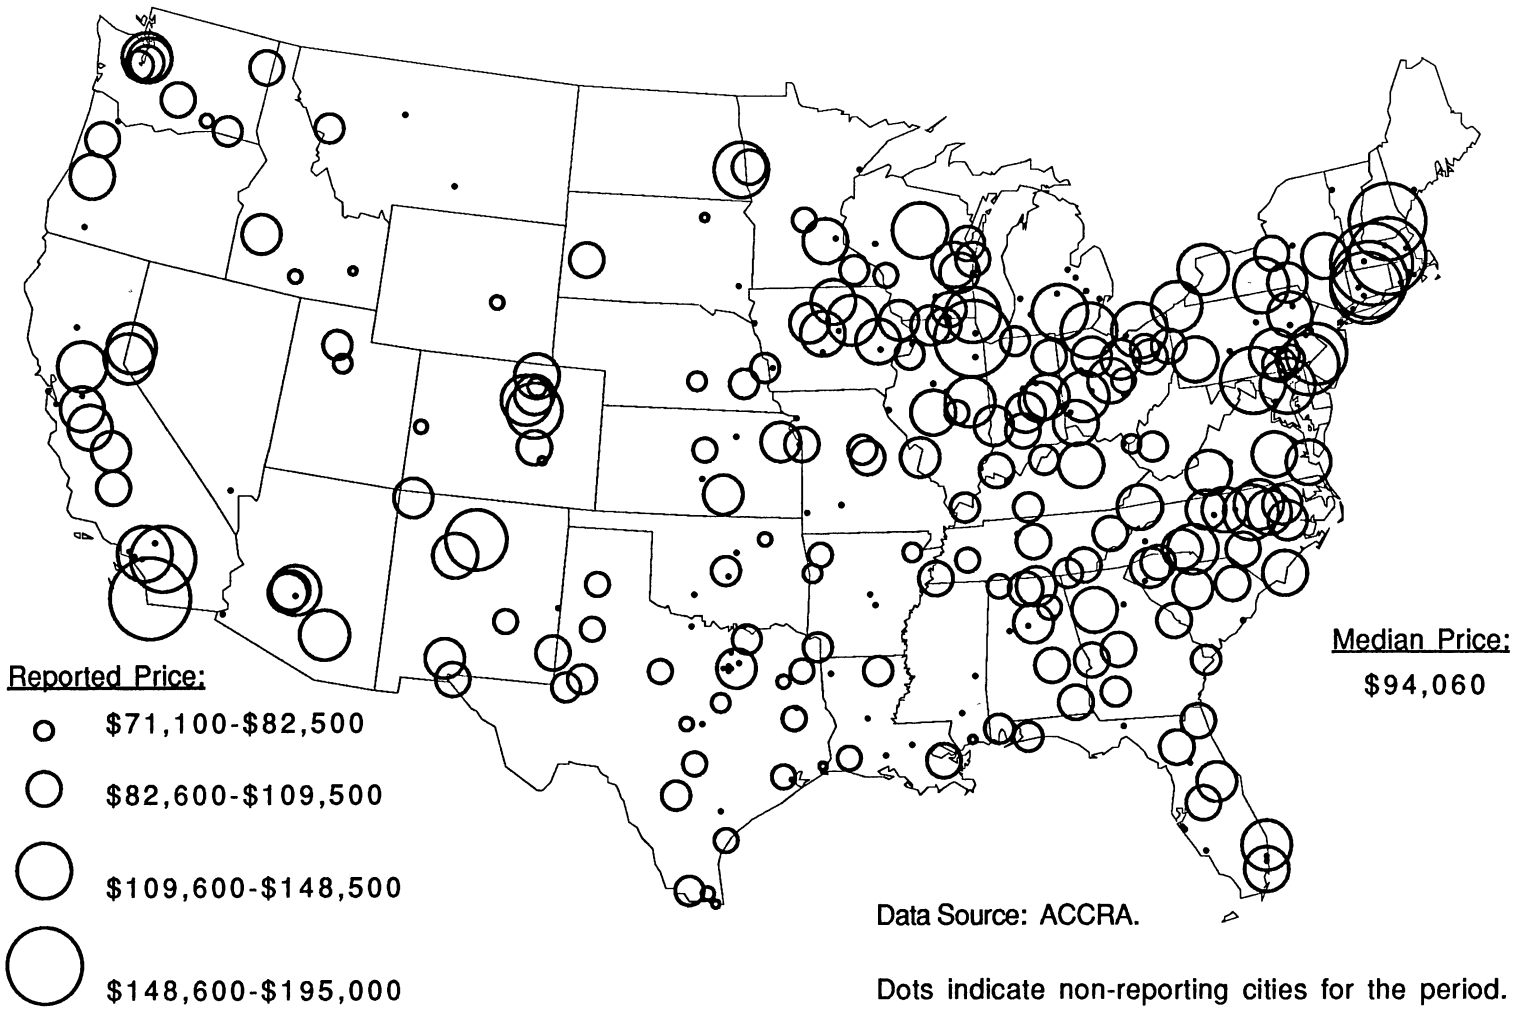 Median Price:
$94,060
Reported Price:
$71,100-$82,500
$82,600-$109,500
$109,600-$148,500
$148,600-$195,000
Data Source: ACCRA.
Dots indicate non-reporting cities for the period.